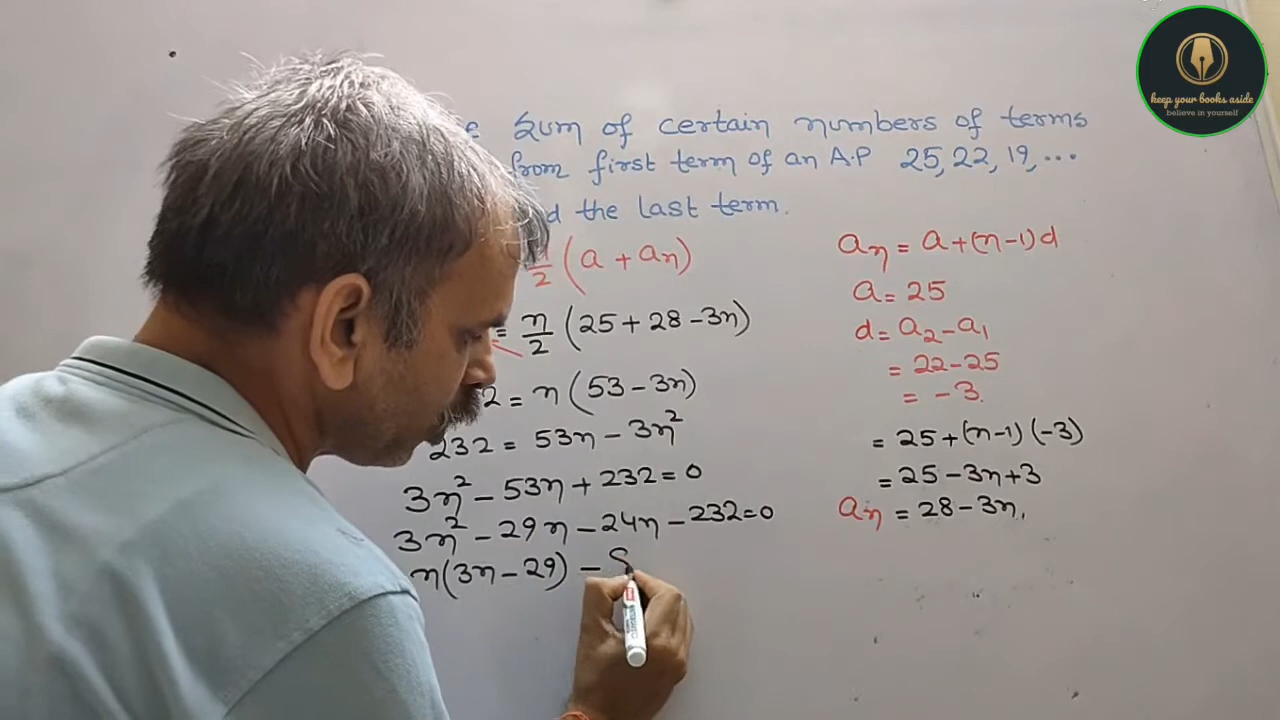 sum of certain numbers of terms
from first term of an A.P 25, 22, 19, ...
the last term.
2 (a + aη)
= n/2 (25 + 28 - 3n)
2 = n (53 - 3n)
232 = 53n - 3n²
3n² - 53n + 232 = 0
3n² - 29n - 24n - 232 = 0
n(3n - 29) -
an = a + (n-1) d
a = 25
d = a2 - a1
= 22 - 25
= -3.
= 25 + (n-1) (-3)
= 25 - 3n + 3
an = 28 - 3n,
keep your books aside
believe in yourself